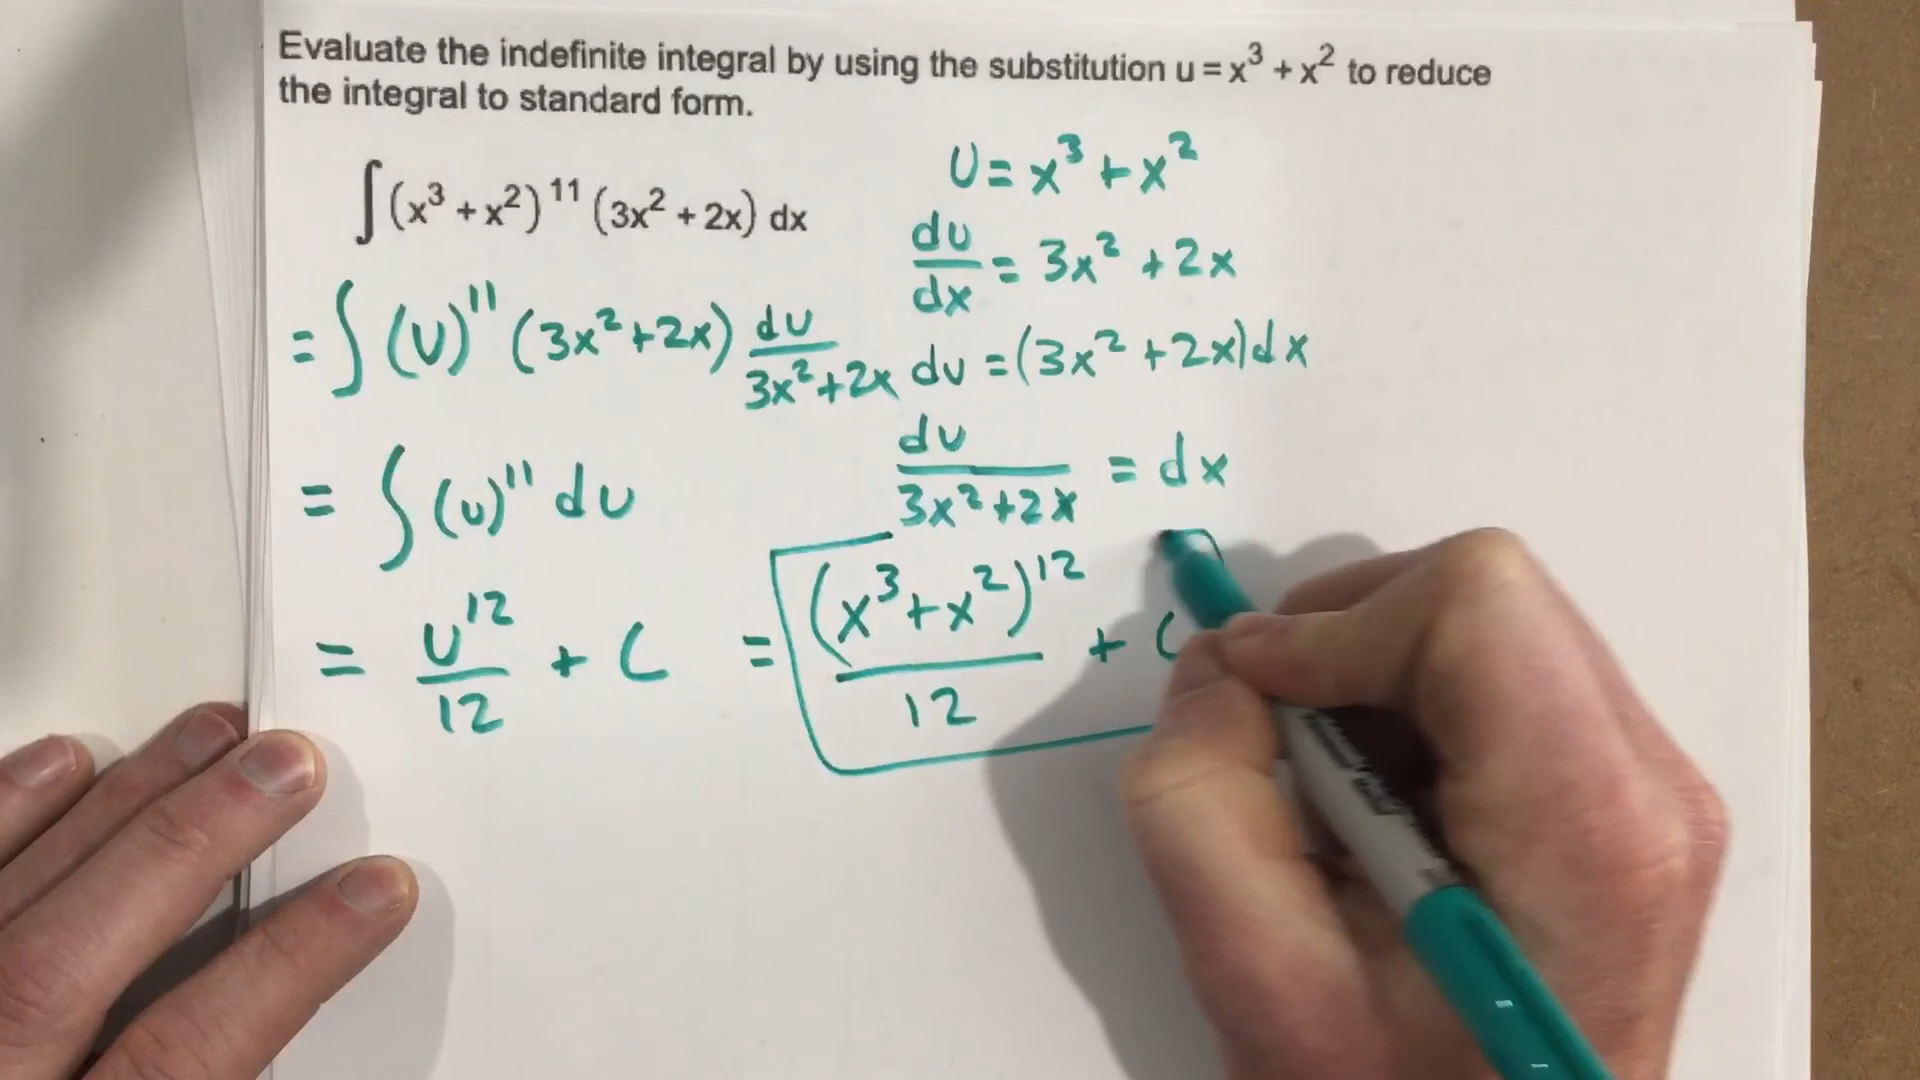 Evaluate the indefinite integral by using the substitution u = x³ + x² to reduce
the integral to standard form.
∫(x³ + x²)¹¹ (3x² + 2x) dx
= ∫(u)¹¹ (3x²+2x) du/3x²+2x
= ∫(u)¹¹ du
= u¹²/12 + C
u = x³ + x²
du/dx = 3x² + 2x
du = (3x² + 2x)dx
du/3x²+2x = dx
= (x³+x²)¹²/12 + C